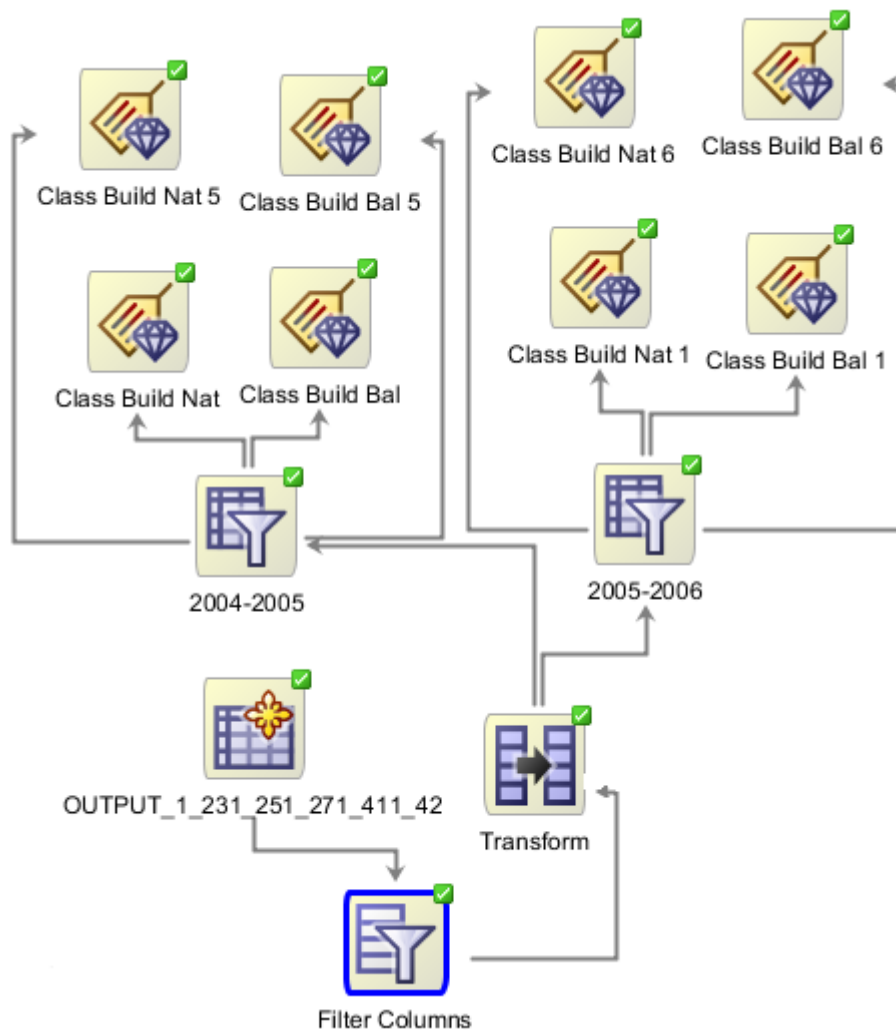 Class Build Nat 5
Class Build Bal 5
Class Build Nat 6
Class Build Bal 6
Class Build Nat
Class Build Bal
Class Build Nat 1
Class Build Bal 1
2004-2005
2005-2006
OUTPUT_1_231_251_271_411_42
Transform
Filter Columns